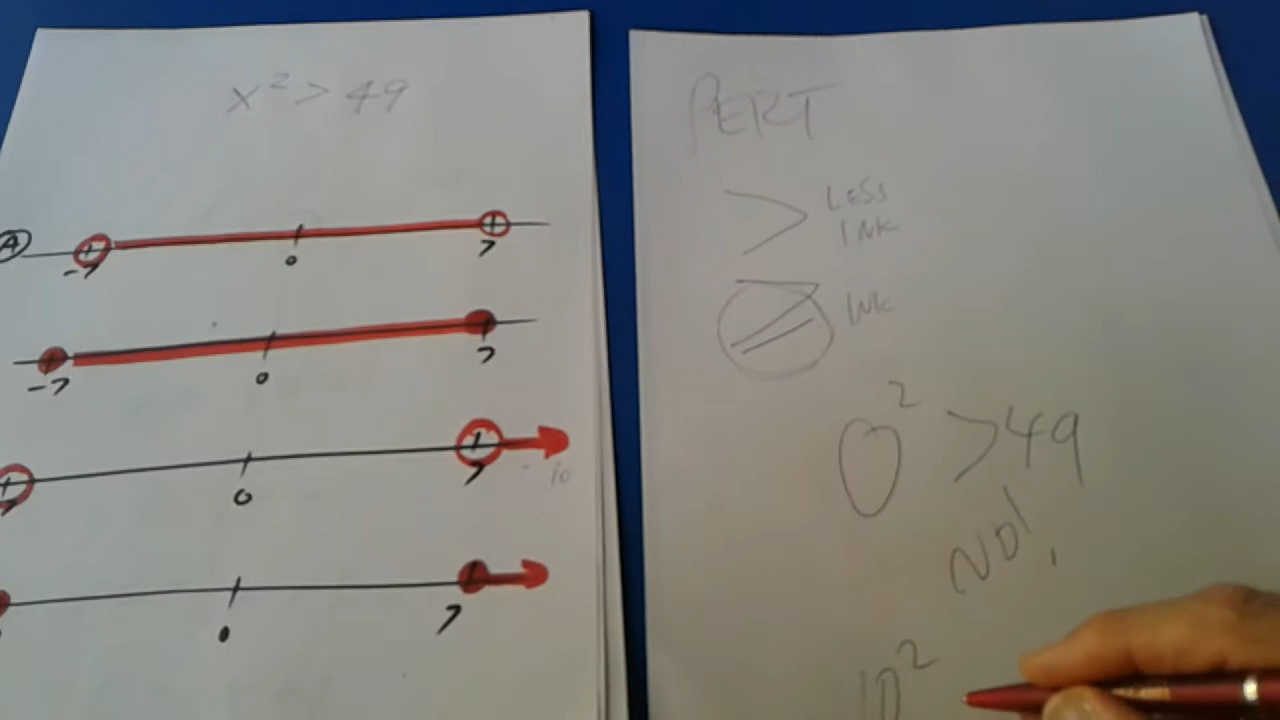 x² > 49
A
-7 0 7
-7 0 7
7 0 7 10
0 7
PERT
> LESS
INK
≥ INK
0² > 49
NO!
10²